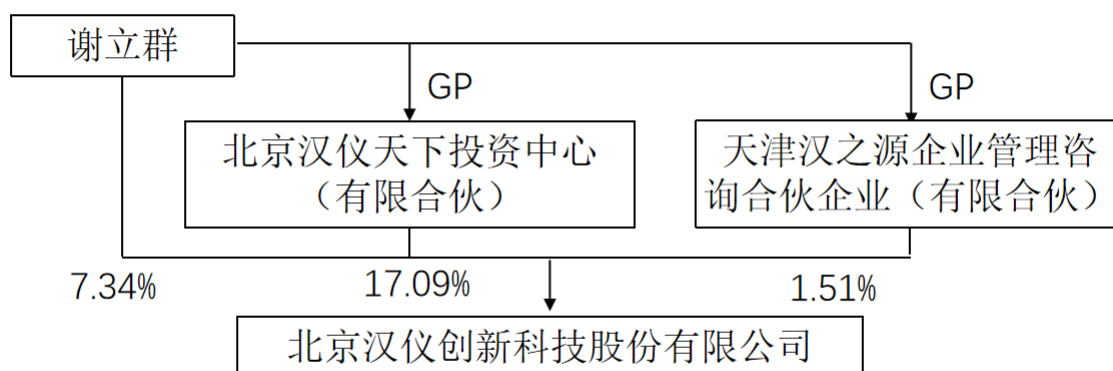 谢立群
GP
GP
北京汉仪天下投资中心
（有限合伙）
天津汉之源企业管理咨
询合伙企业（有限合伙）
7.34%
17.09%
1.51%
北京汉仪创新科技股份有限公司